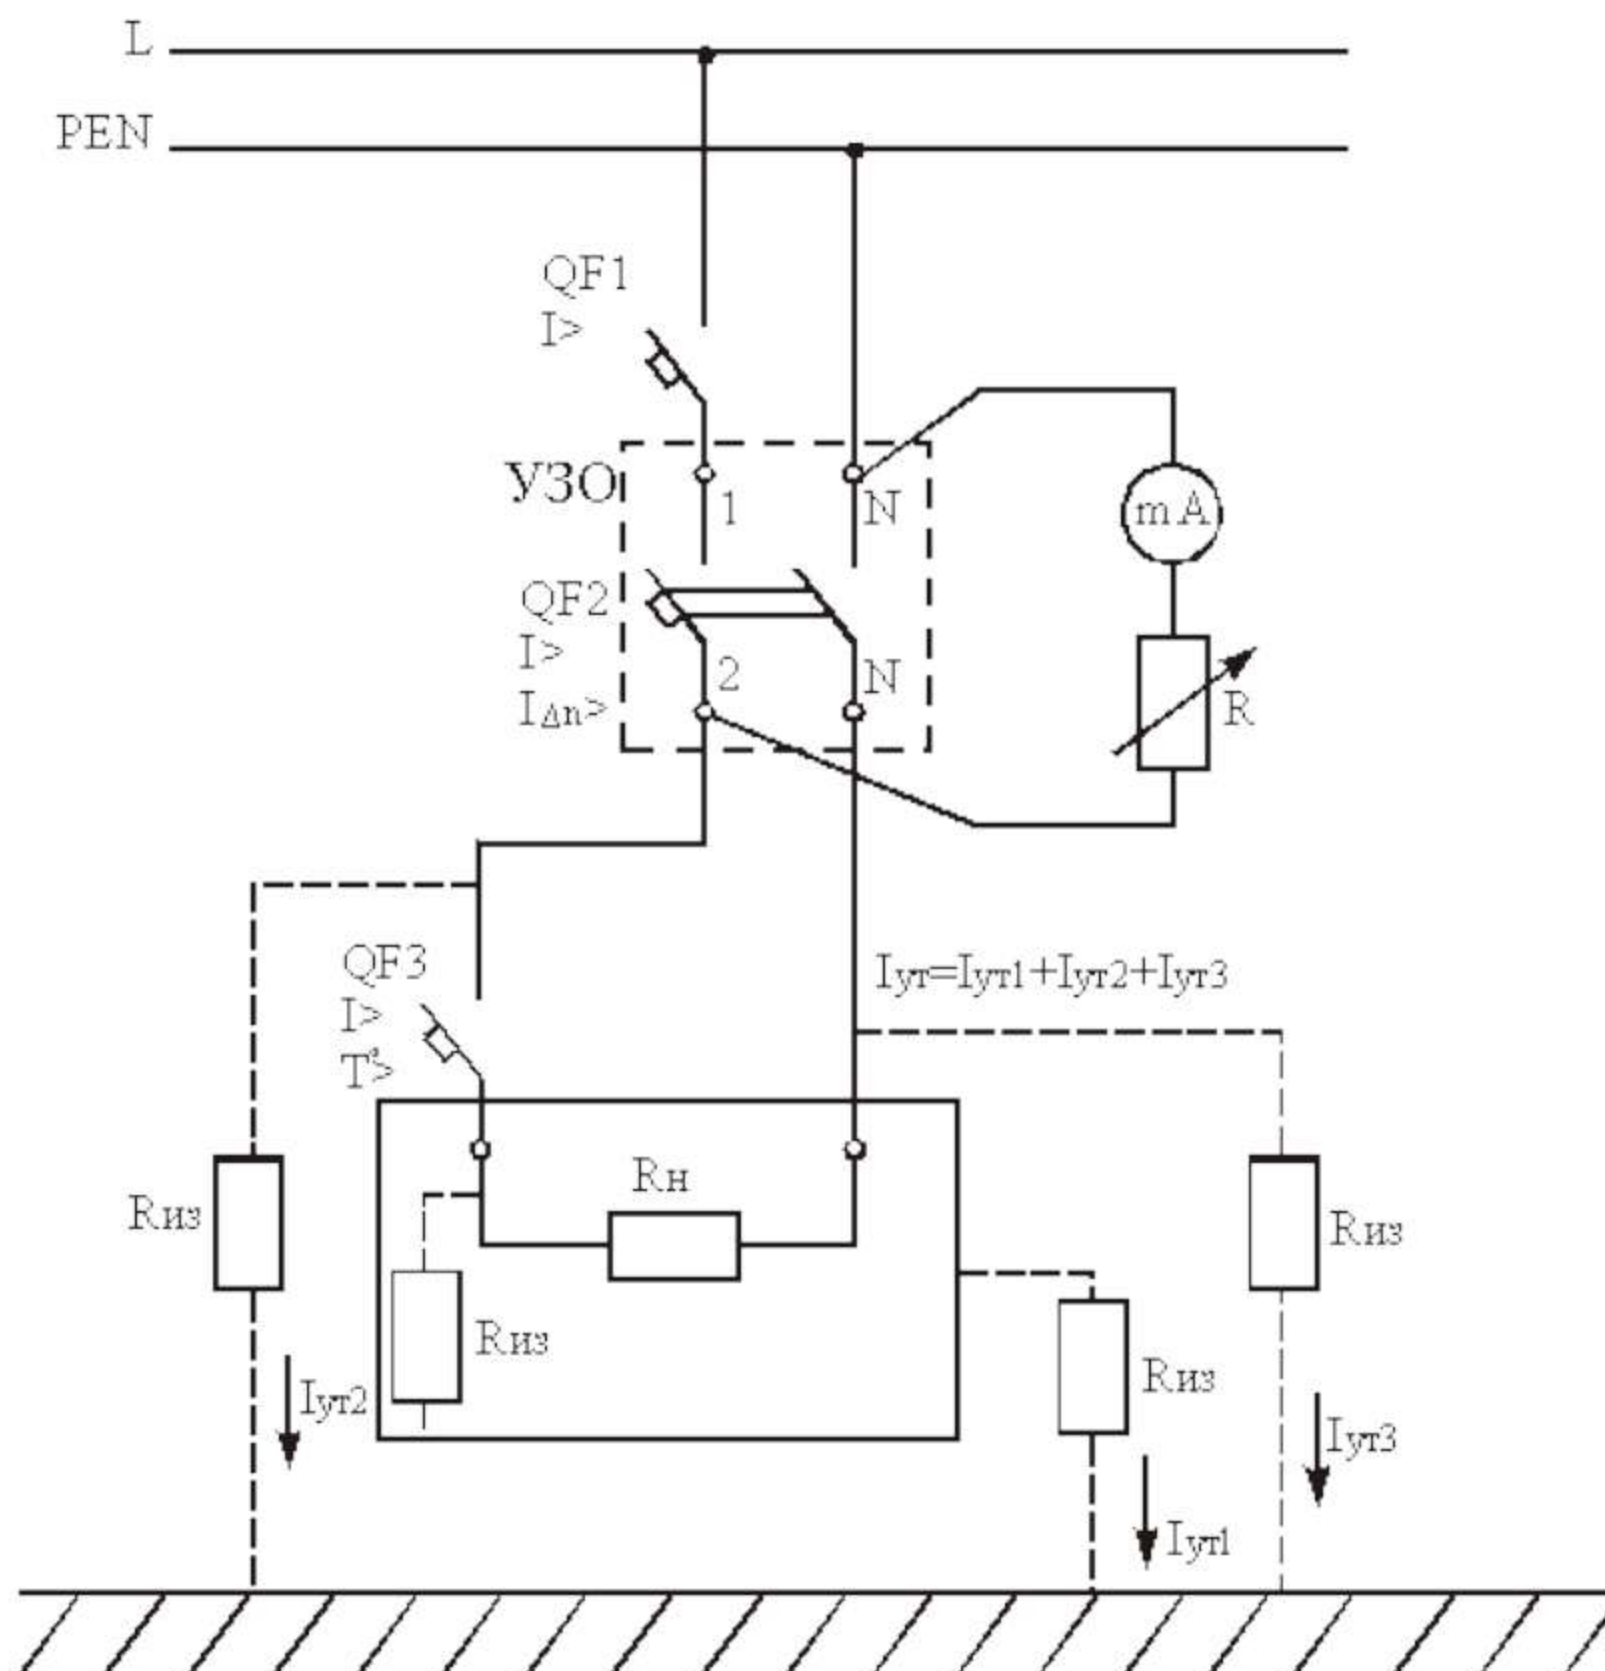 L
PEN
QF1
I>
УЗО
1
N
mA
QF2
I>
2
N
IΔn>
R
QF3
I>
T°>
Iут=Iут1+Iут2+Iут3
Rн
Rиз
Rиз
Rиз
Rиз
Iут2
Iут3
Iут1